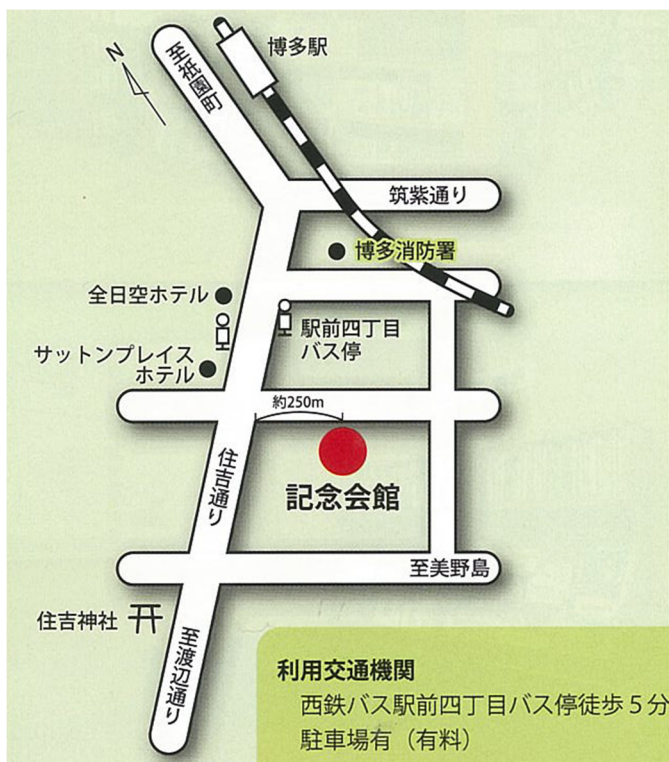 N
博多駅
至祇園町
筑紫通り
博多消防署
全日空ホテル
駅前四丁目
バス停
サットンプレイス
ホテル
約250m
住吉通り
記念会館
至美野島
住吉神社
至渡辺通り
利用交通機関
西鉄バス駅前四丁目バス停徒歩5分
駐車場有（有料）